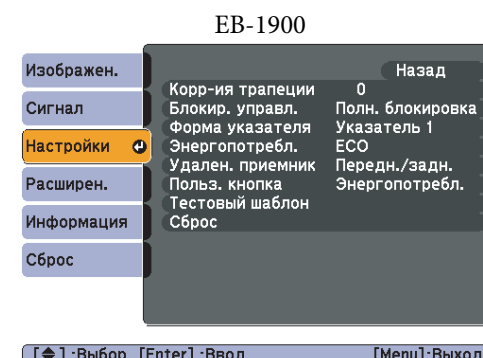 EB-1900
Изображен.
Сигнал
Настройки
Расширен.
Информация
Сброс
Назад
Корр-ия трапеции 0
Блокир. управл. Полн. блокировка
Форма указателя Указатель 1
Энергопотребл. ECO
Удален. приемник Передн./задн.
Польз. кнопка Энергопотребл.
Тестовый шаблон
Сброс
[ ] :Выбор [Enter] :Ввод [Menu]:Выход